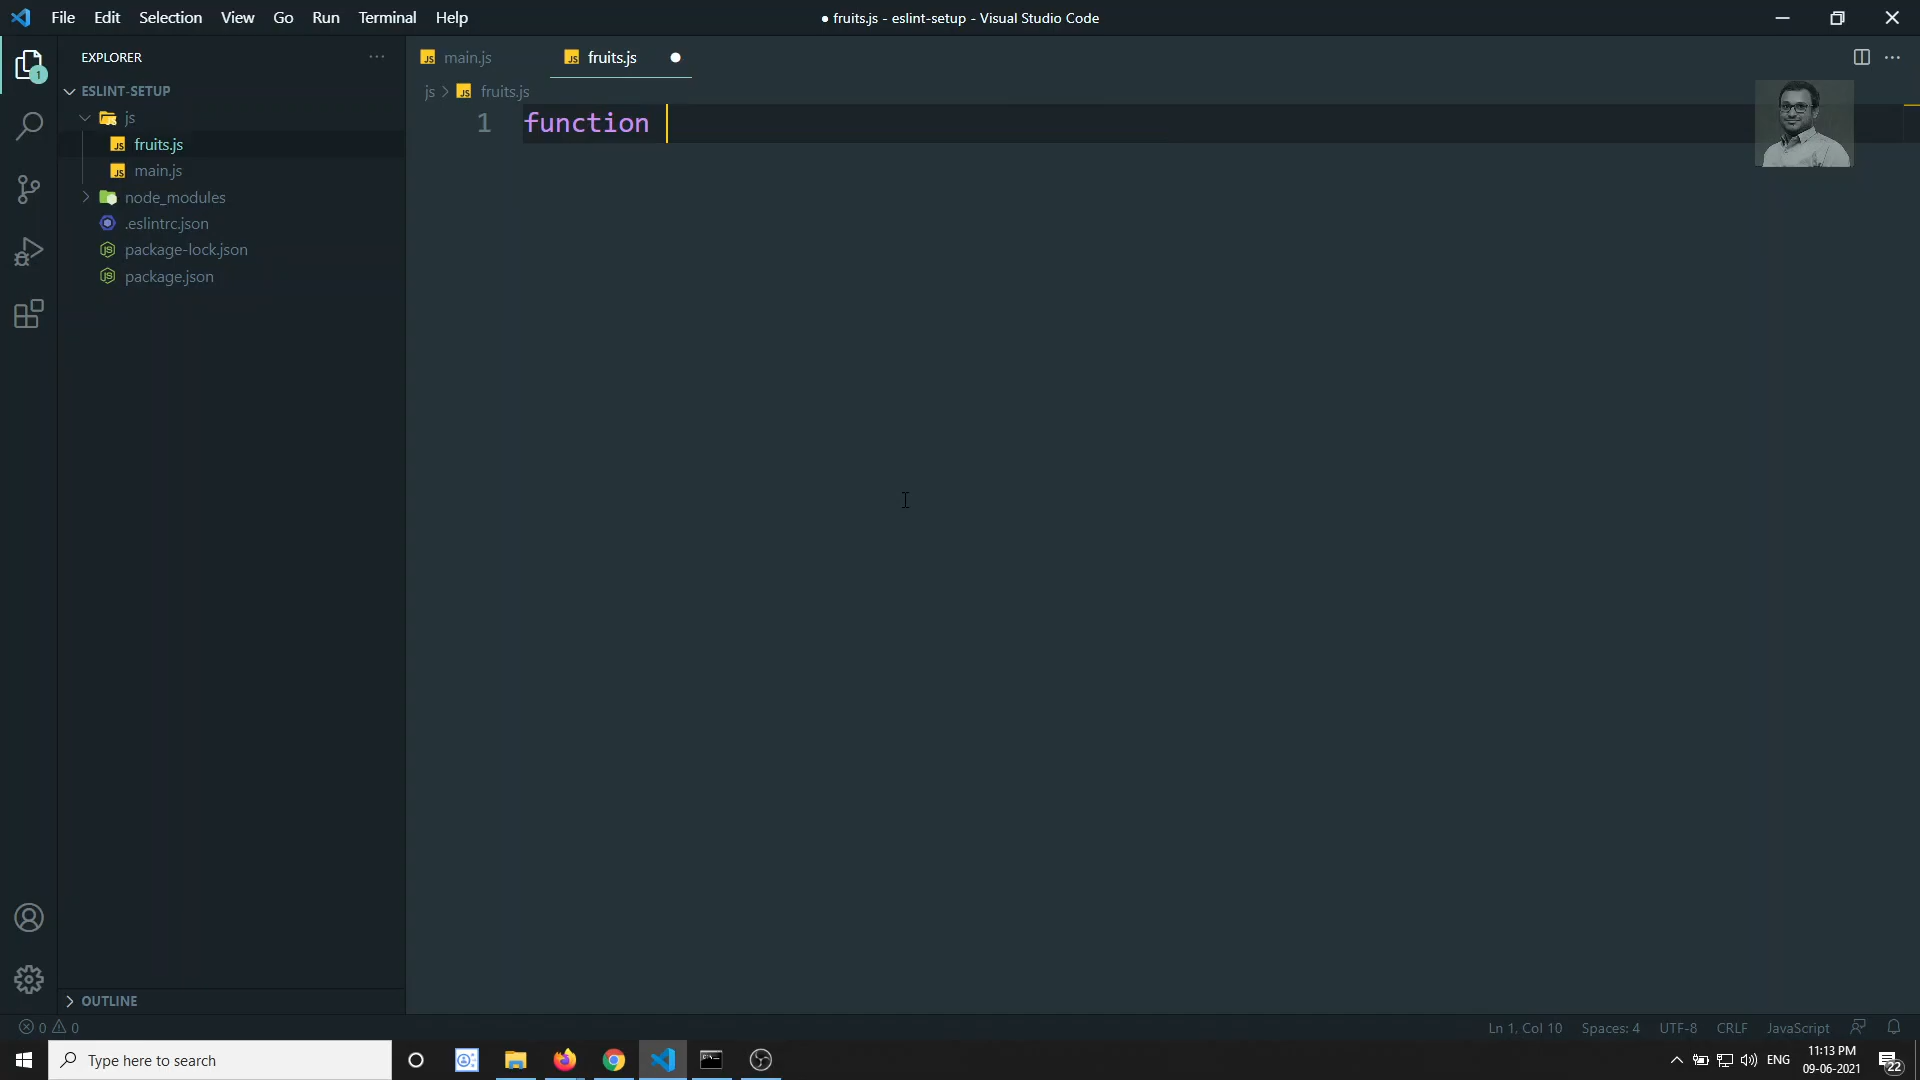 File Edit Selection View Go Run Terminal Help
● fruits.js - eslint-setup - Visual Studio Code
EXPLORER
ESLINT-SETUP
js
fruits.js
main.js
node_modules
.eslintrc.json
package-lock.json
package.json
OUTLINE
1
main.js
fruits.js
js > fruits.js
1 function
0 0
Ln 1, Col 10 Spaces: 4 UTF-8 CRLF JavaScript
Type here to search
ENG
11:13 PM
09-06-2021
22